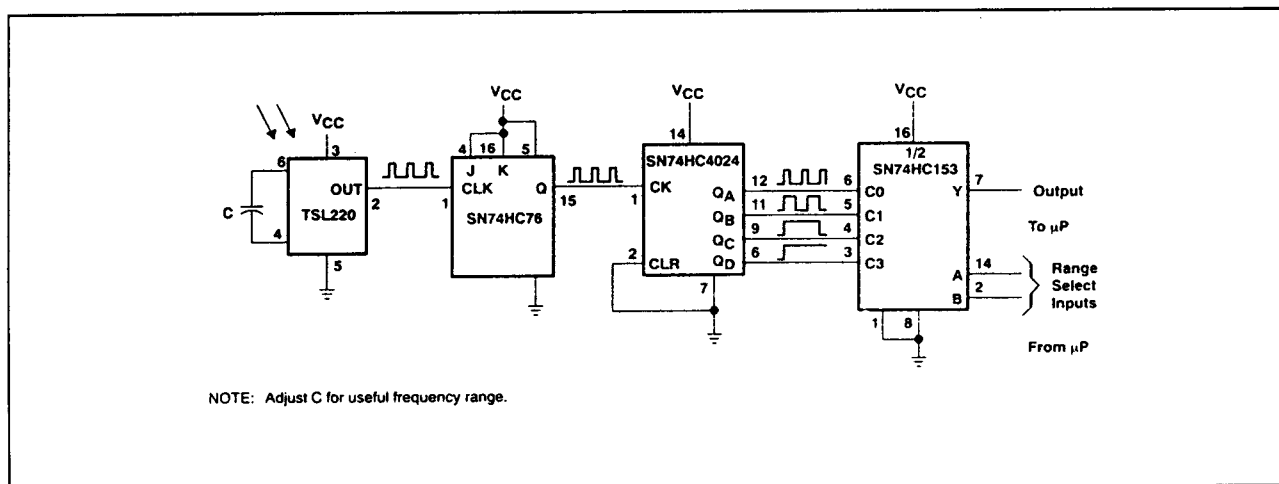 VCC
VCC
VCC
VCC
6
3
OUT
2
TSL220
C
4
5
4
16
5
J
K
1
CLK
Q
15
SN74HC76
14
SN74HC4024
1
CK
12
QA
11
QB
9
QC
6
QD
2
CLR
7
16
1/2
SN74HC153
6
C0
5
C1
4
C2
3
C3
Y
7
Output
To µP
A
14
B
2
Range
Select
Inputs
1
8
From µP
NOTE: Adjust C for useful frequency range.